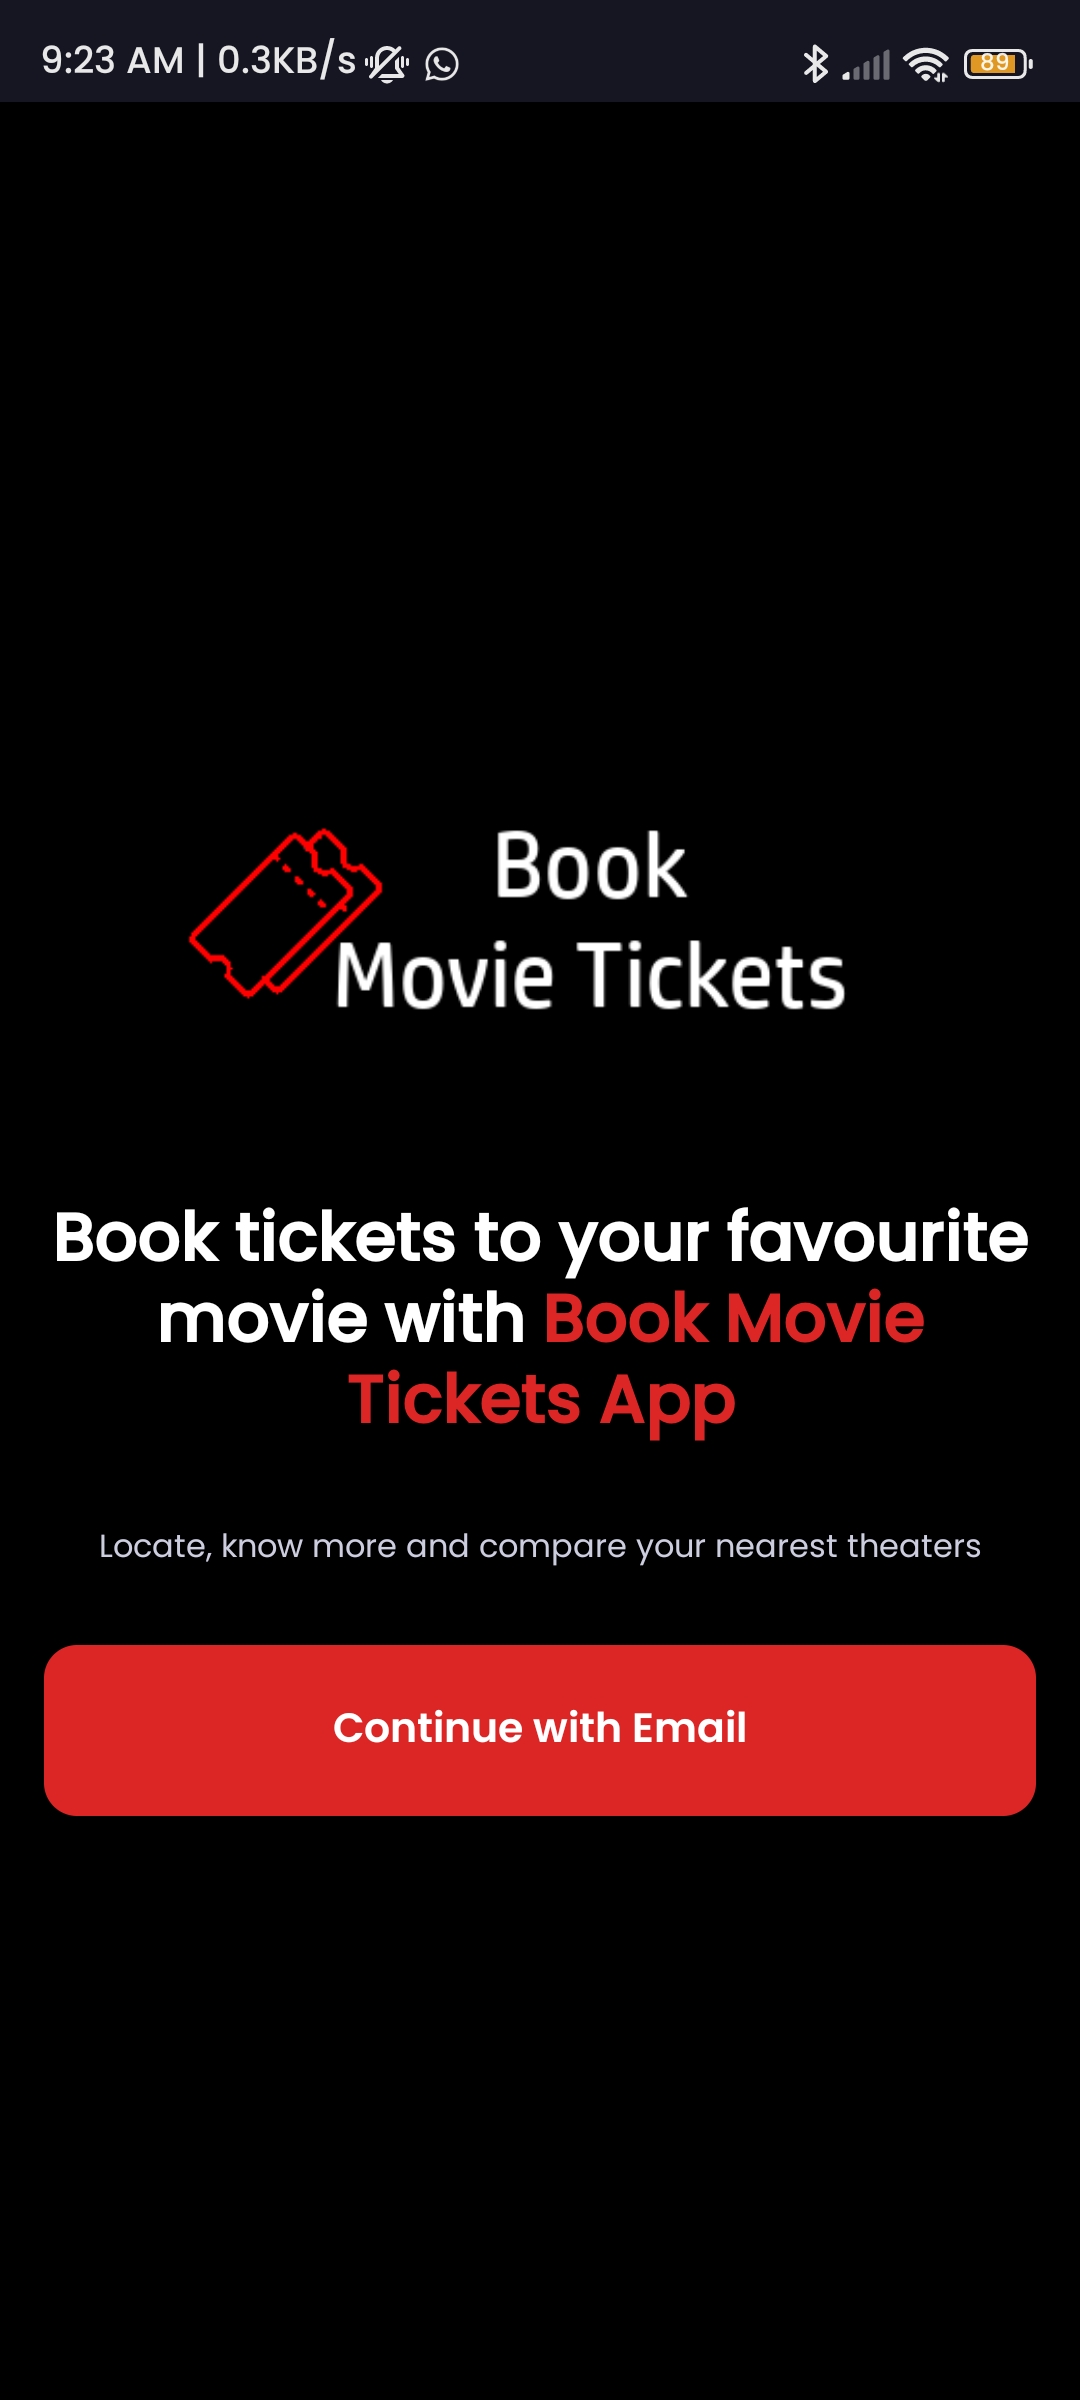 9:23 AM | 0.3KB/s 89
Book
Movie Tickets
Book tickets to your favourite
movie with Book Movie
Tickets App
Locate, know more and compare your nearest theaters
Continue with Email